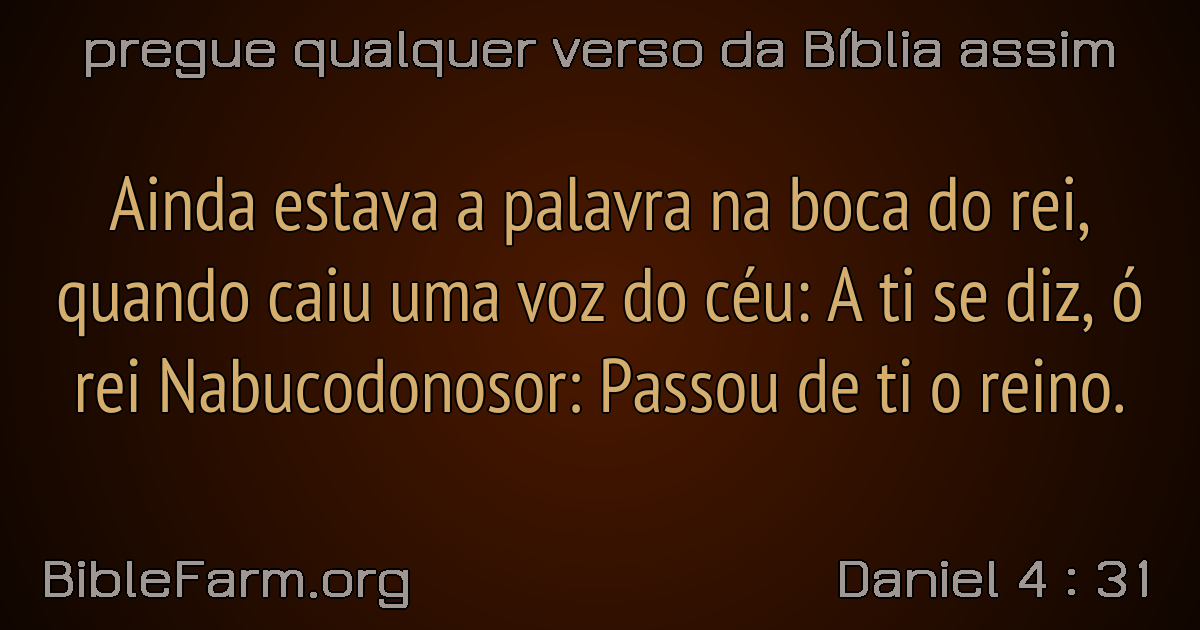 pregue qualquer verso da Bíblia assim
Ainda estava a palavra na boca do rei,
quando caiu uma voz do céu: A ti se diz, ó
rei Nabucodonosor: Passou de ti o reino.
BibleFarm.org
Daniel 4 : 31